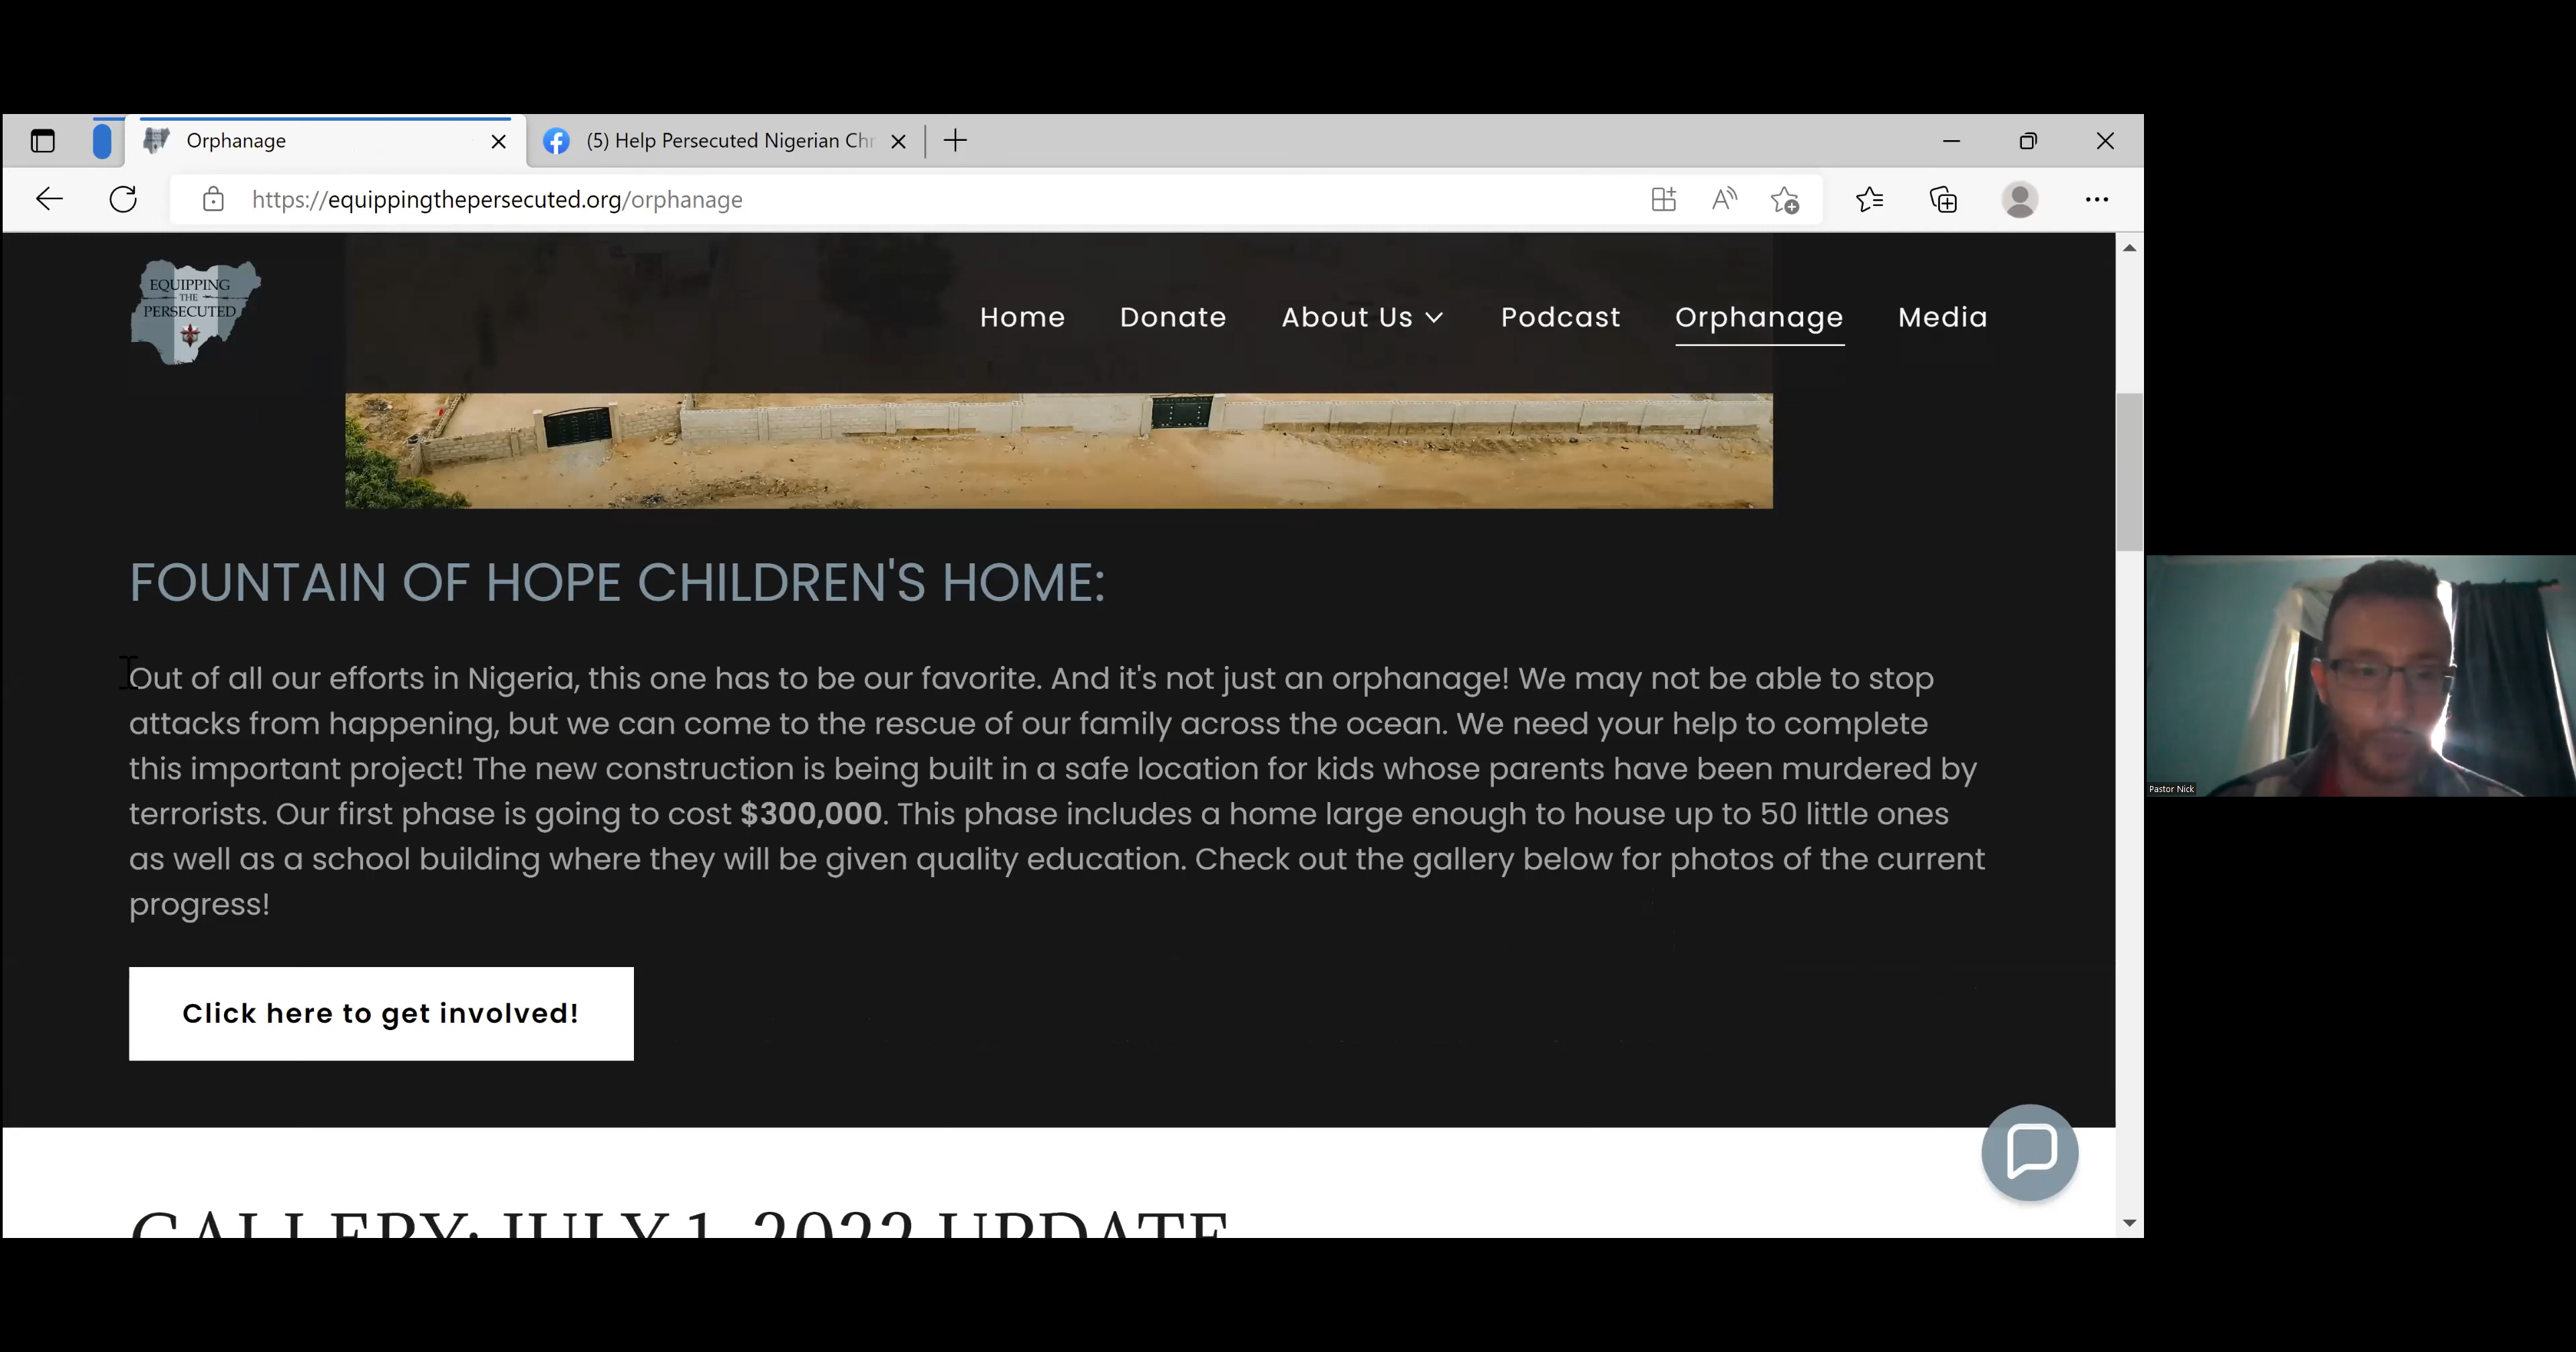 Orphanage
(5) Help Persecuted Nigerian Chr
https://equippingthepersecuted.org/orphanage
EQUIPPING
THE
PERSECUTED
Home Donate About Us Podcast Orphanage Media
FOUNTAIN OF HOPE CHILDREN'S HOME:
Out of all our efforts in Nigeria, this one has to be our favorite. And it's not just an orphanage! We may not be able to stop
attacks from happening, but we can come to the rescue of our family across the ocean. We need your help to complete
this important project! The new construction is being built in a safe location for kids whose parents have been murdered by
terrorists. Our first phase is going to cost $300,000. This phase includes a home large enough to house up to 50 little ones
as well as a school building where they will be given quality education. Check out the gallery below for photos of the current
progress!
Click here to get involved!
GALLERY: JULY 1, 2022 UPDATE
Pastor Nick